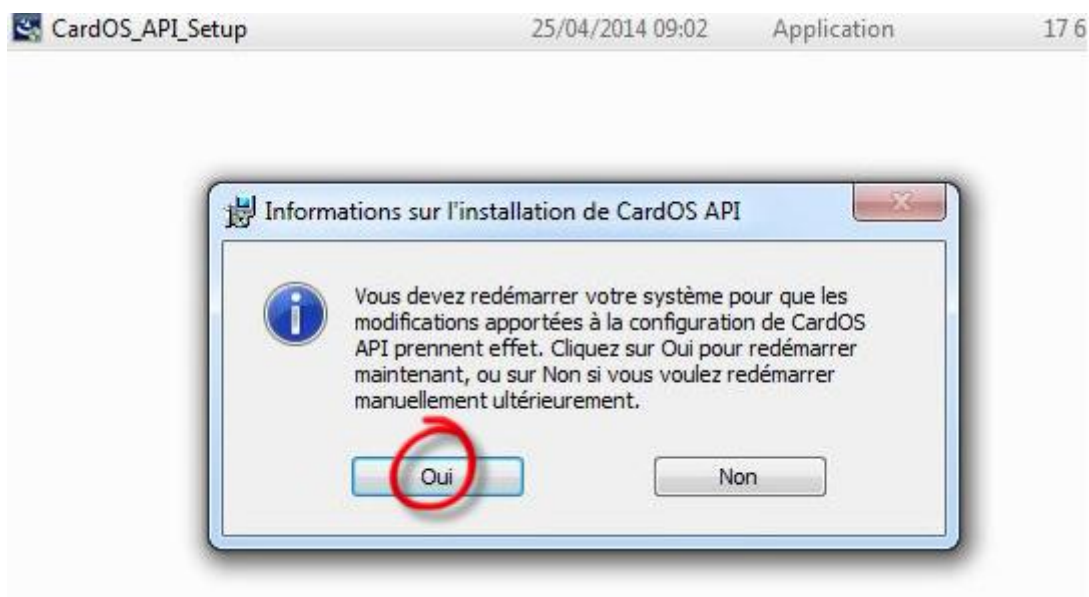 CardOS_API_Setup 25/04/2014 09:02 Application 17 6
Informations sur l'installation de CardOS API
Vous devez redémarrer votre système pour que les
modifications apportées à la configuration de CardOS
API prennent effet. Cliquez sur Oui pour redémarrer
maintenant, ou sur Non si vous voulez redémarrer
manuellement ultérieurement.
Oui Non